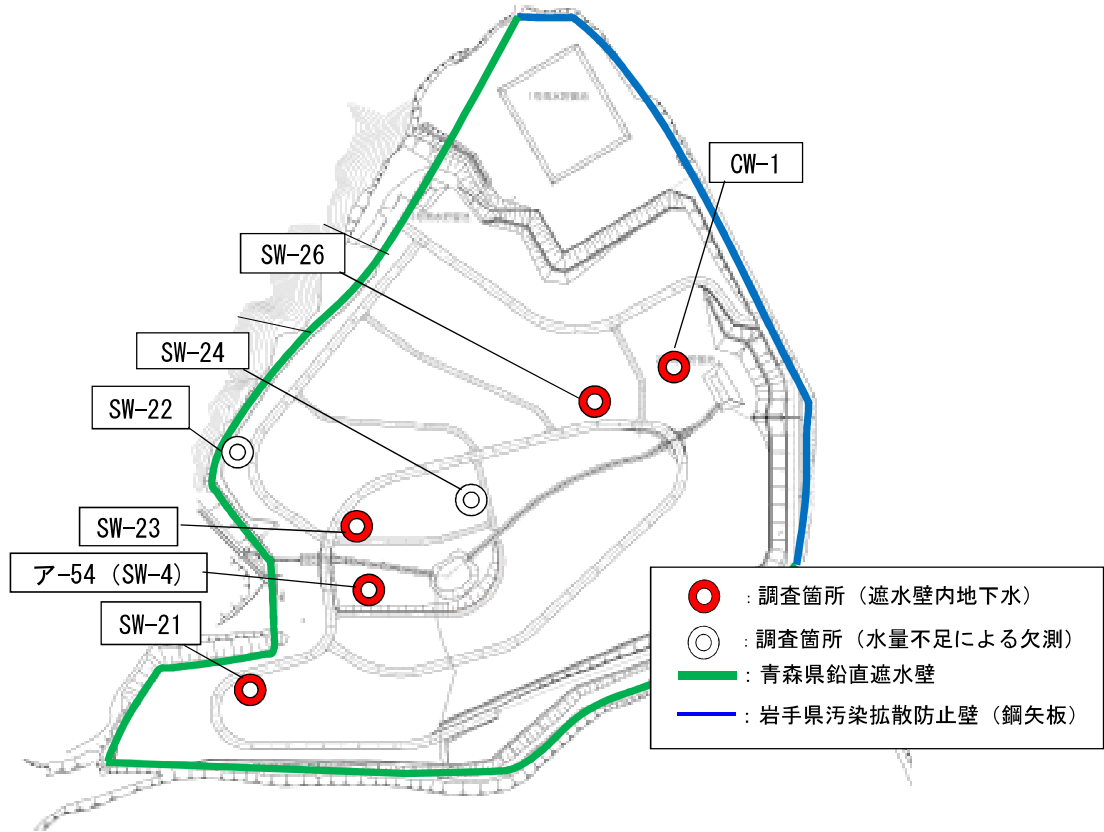 CW-1
SW-26
SW-24
SW-22
SW-23
ア-54（SW-4）
SW-21
：調査箇所（遮水壁内地下水）
：調査箇所（水量不足による欠測）
：青森県鉛直遮水壁
：岩手県汚染拡散防止壁（鋼矢板）